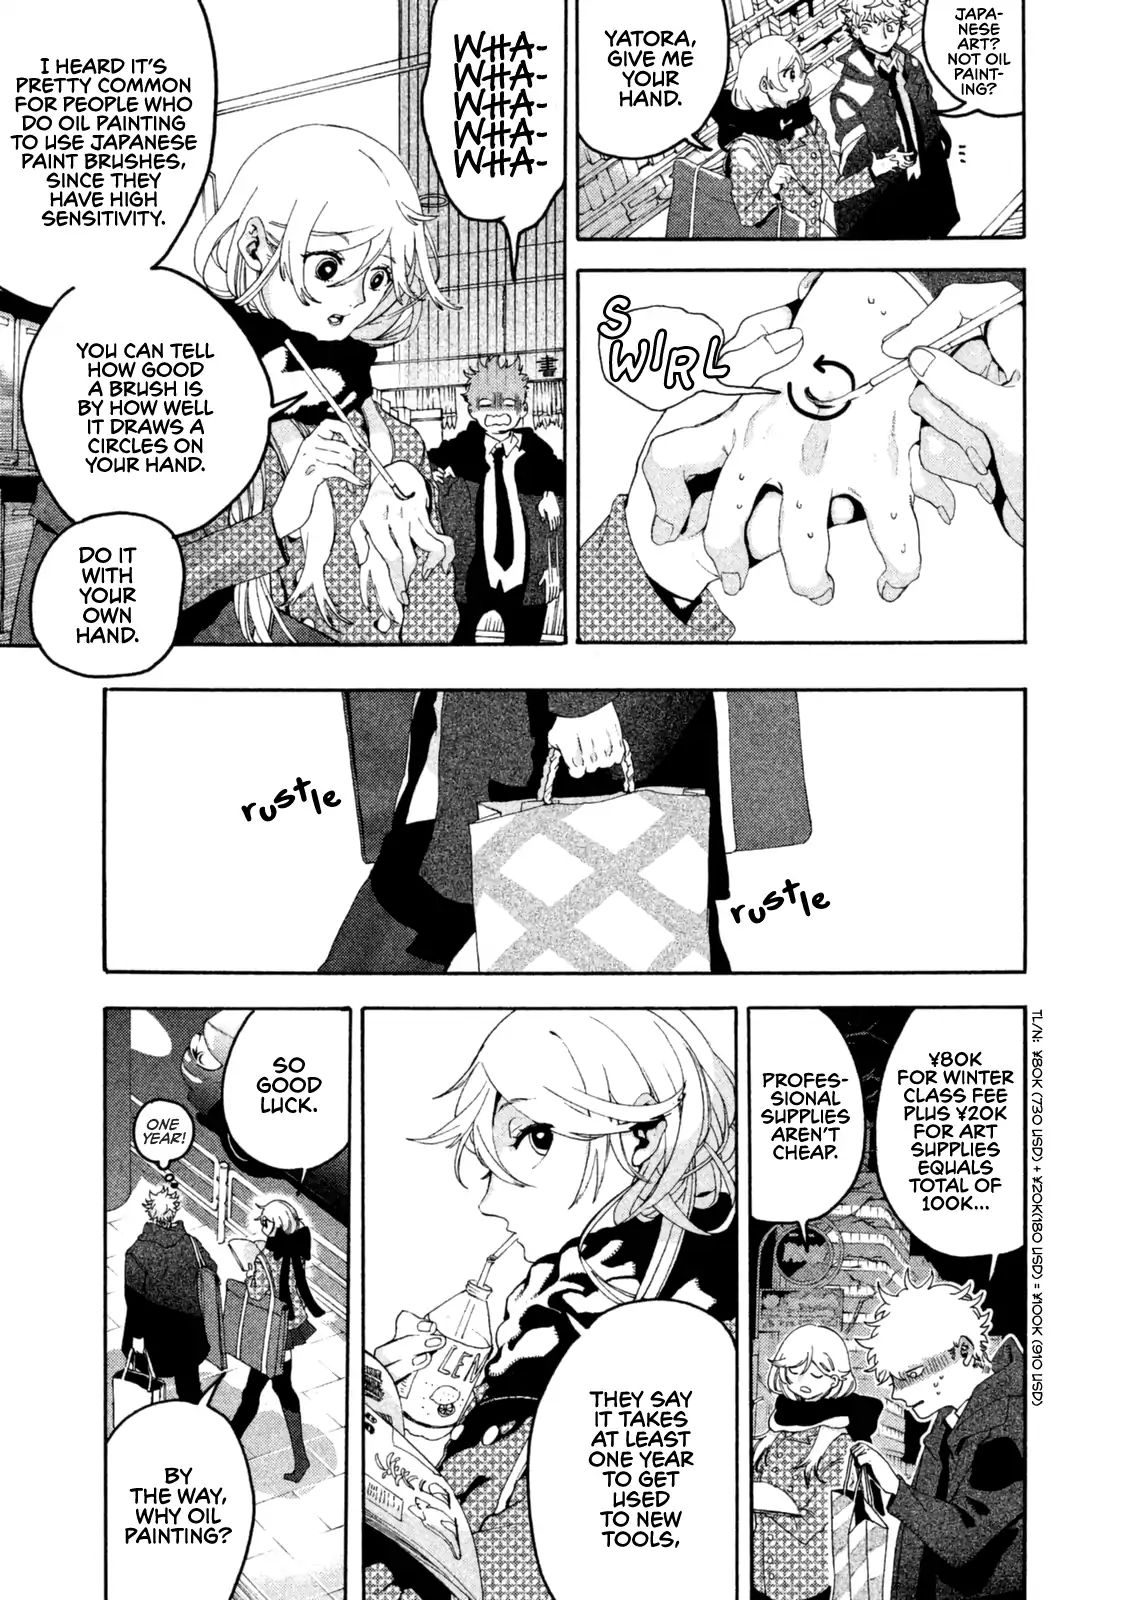 JAPA-
NESE
ART?
NOT OIL
PAINT-
ING?
YATORA,
GIVE ME
YOUR
HAND.
SWIRL
WHA-
WHA-
WHA-
WHA-
WHA-
I HEARD IT'S
PRETTY COMMON
FOR PEOPLE WHO
DO OIL PAINTING
TO USE JAPANESE
PAINT BRUSHES,
SINCE THEY
HAVE HIGH
SENSITIVITY.
YOU CAN TELL
HOW GOOD
A BRUSH IS
BY HOW WELL
IT DRAWS A
CIRCLES ON
YOUR HAND.
書
DO IT
WITH
YOUR
OWN
HAND.
rustle
rustle
¥80K
FOR WINTER
CLASS FEE
PLUS ¥20K
FOR ART
SUPPLIES
EQUALS
TOTAL OF
100K...
PROFES-
SIONAL
SUPPLIES
AREN'T
CHEAP.
TL/N: ¥80K (730 USD) + ¥20K(180 USD) = ¥100K (910 USD)
LEM
THEY SAY
IT TAKES
AT LEAST
ONE YEAR
TO GET
USED
TO NEW
TOOLS,
SO
GOOD
LUCK.
ONE
YEAR!
BY
THE WAY,
WHY OIL
PAINTING?